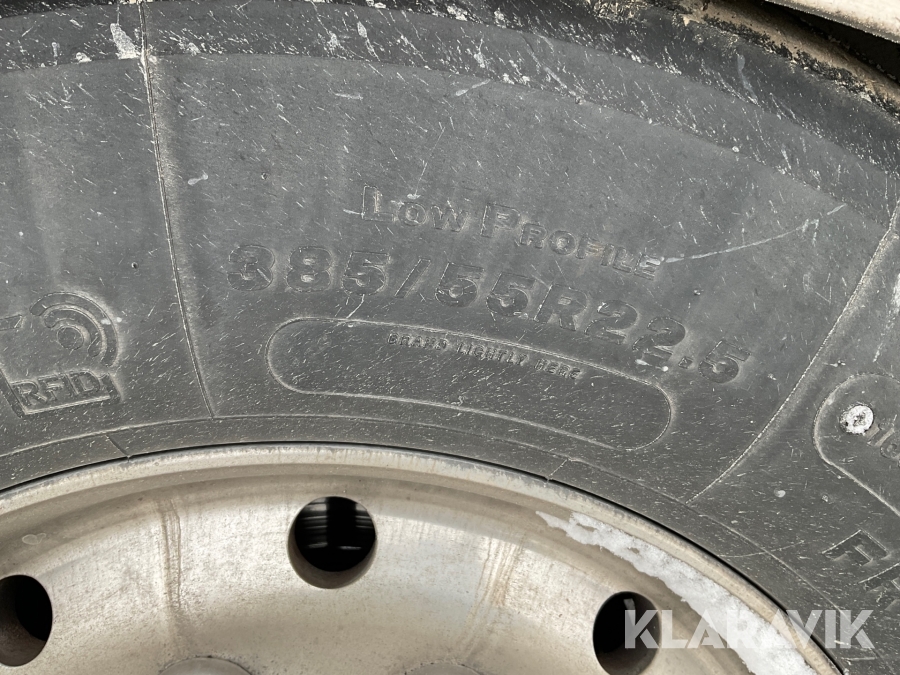 LOW PROFILE
385/55R22.5
BRAND LIGHTLY HERE
RFID
KLARAVIK